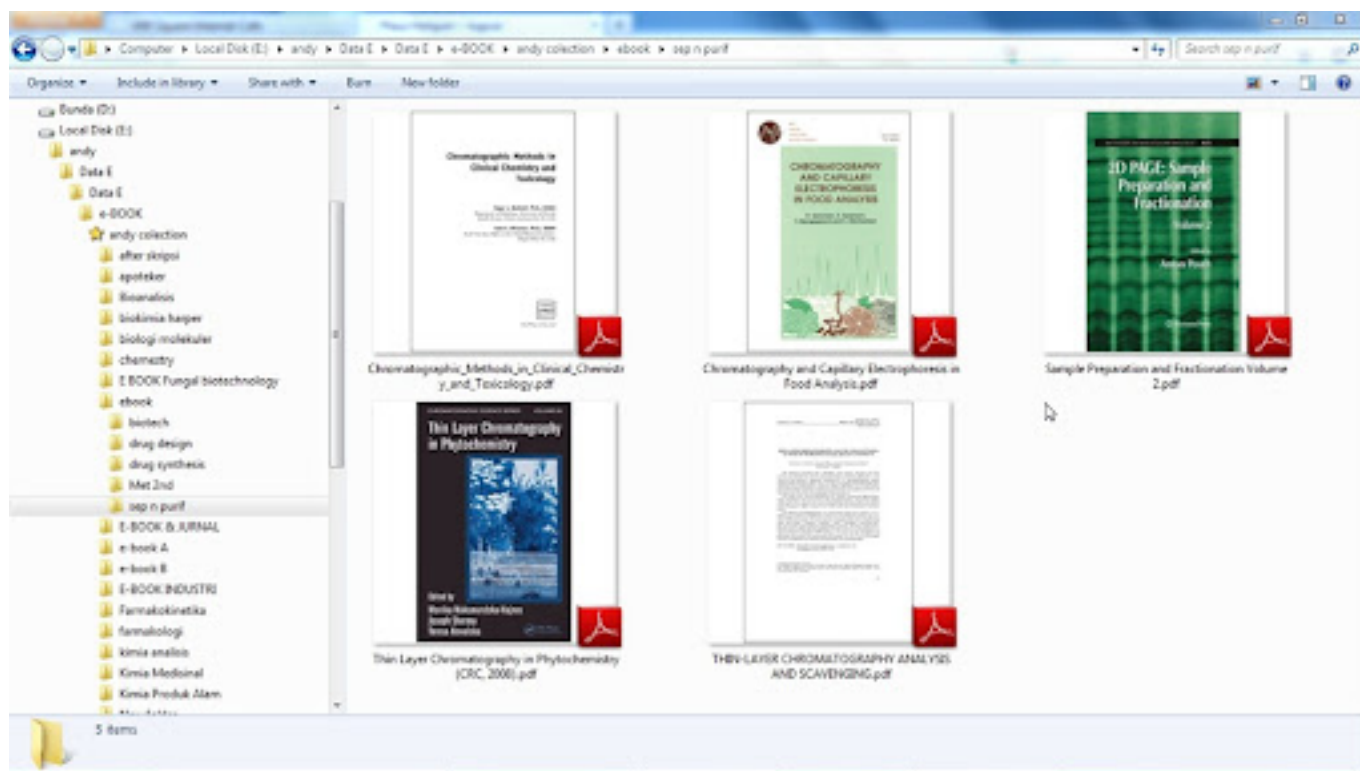 Computer ▸ Local Disk (E:) ▸ andy ▸ Data E ▸ Data E ▸ e-BOOK ▸ andy colection ▸ ebook ▸ sep n purif
Search sep n purif
Organize Include in library Share with Burn New folder
Bunda (D:)
Local Disk (E:)
andy
Data E
Data E
e-BOOK
andy colection
after skripsi
apoteker
Bioanalisis
biokimia harper
biologi molekuler
chemestry
E BOOK Fungal biotechnology
ebook
biotech
drug design
drug synthesis
Met 2nd
sep n purif
E-BOOK & JURNAL
e-book A
e-book B
E-BOOK INDUSTRI
Farmakokinetika
farmakologi
kimia analisis
Kimia Medisinal
Kimia Produk Alam
Chromatographic Methods in
Clinical Chemistry and
Toxicology
Chromatographic_Methods_in_Clinical_Chemistr
y_and_Toxicology.pdf
CHROMATOGRAPHY
AND CAPILLARY
ELECTROPHORESIS
IN FOOD ANALYSIS
Chromatography and Capillary Electrophoresis in
Food Analysis.pdf
2D PAGE: Sample
Preparation and
Fractionation
Volume 2
Sample Preparation and Fractionation Volume
2.pdf
Thin Layer Chromatography
in Phytochemistry
Edited by
Thin Layer Chromatography in Phytochemistry
(CRC, 2008).pdf
THIN-LAYER CHROMATOGRAPHY ANALYSIS
AND SCAVENGING.pdf
5 items